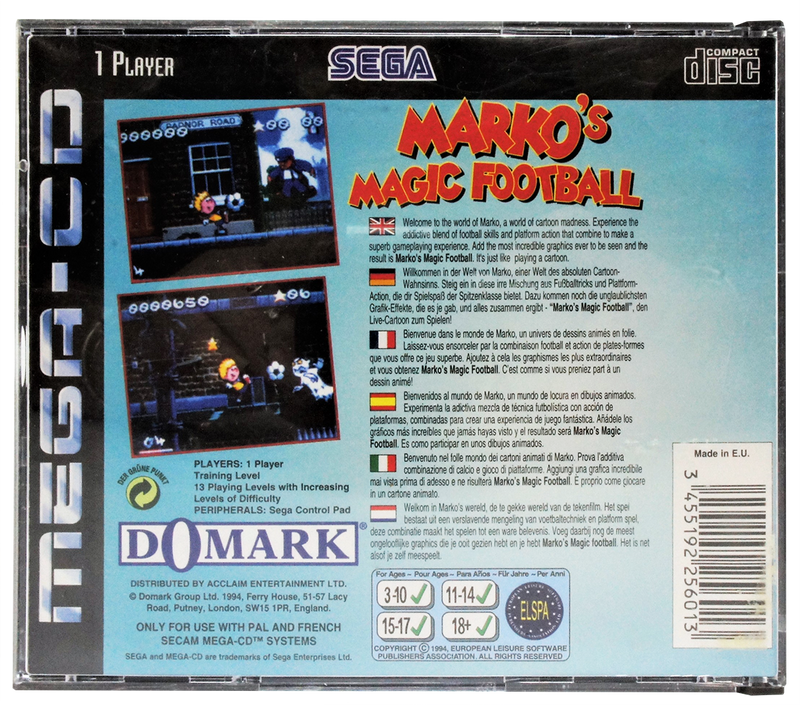 1 PLAYER
SEGA
COMPACT
disc
MEGA-CD
RADNOR ROAD
0000000
00 00
4
0000650
06
MARKO'S
MAGIC FOOTBALL
Welcome to the world of Marko, a world of cartoon madness. Experience the
addictive blend of football skills and platform action that combine to make a
superb gameplaying experience. Add the most incredible graphics ever to be seen and the
result is Marko's Magic Football. It's just like playing a cartoon.
Willkommen in der Welt von Marko, einer Welt des absoluten Cartoon-
Wahnsinns. Steig ein in diese irre Mischung aus Fußballtricks und Plattform-
Action, die dir Spielspaß der Spitzenklasse bietet. Dazu kommen noch die unglaublichsten
Grafik-Effekte, die es je gab, und alles zusammen ergibt - "Marko's Magic Football", den
Live-Cartoon zum Spielen!
Bienvenue dans le monde de Marko, un univers de dessins animés en folie.
Laissez-vous ensorceler par la combinaison football et action de plates-formes
que vous offre ce jeu superbe. Ajoutez à cela les graphismes les plus extraordinaires
et vous obtenez Marko's Magic Football. C'est comme si vous preniez part à un
dessin animé!
Bienvenidos al mundo de Marko, un mundo de locura en dibujos animados.
Experimenta la adictiva mezcla de técnica futbolística con acción de
plataformas, combinadas para crear una experiencia de juego fantástica. Añádele los
gráficos más increíbles que jamás hayas visto y el resultado será Marko's Magic
Football. Es como participar en unos dibujos animados.
Benvenuto nel folle mondo dei cartoni animati di Marko. Prova l'additiva
combinazione di calcio e gioco di piattaforme. Aggiungi una grafica incredibile
mai vista prima di adesso e ne risulterà Marko's Magic Football. È proprio come giocare
in un cartone animato.
Welkom in Marko's wereld, de te gekke wereld van de tekenfilm. Het spel
bestaat uit een verslavende mengeling van voetbaltechniek en platform spel,
deze combinatie maakt het spelen tot een ware belevenis. Voeg daarbij nog de meest
ongelooflijke graphics die je ooit gezien hebt en je hebt Marko's Magic football. Het is net
alsof je zelf meespeelt.
DER GRÜNE PUNKT
PLAYERS: 1 Player
Training Level
13 Playing Levels with Increasing
Levels of Difficulty
PERIPHERALS: Sega Control Pad
DOMARK®
DISTRIBUTED BY ACCLAIM ENTERTAINMENT LTD.
© Domark Group Ltd. 1994, Ferry House, 51-57 Lacy
Road, Putney, London, SW15 1PR, England.
ONLY FOR USE WITH PAL AND FRENCH
SECAM MEGA-CD™ SYSTEMS
SEGA and MEGA-CD are trademarks of Sega Enterprises Ltd.
For Ages – Pour Ages – Para Años – Für Jahre – Per Anni
3-10 11-14
15-17 18+
ELSPA
COPYRIGHT © 1994, EUROPEAN LEISURE SOFTWARE
PUBLISHERS ASSOCIATION. ALL RIGHTS RESERVED
Made in E.U.
3 455192 256013